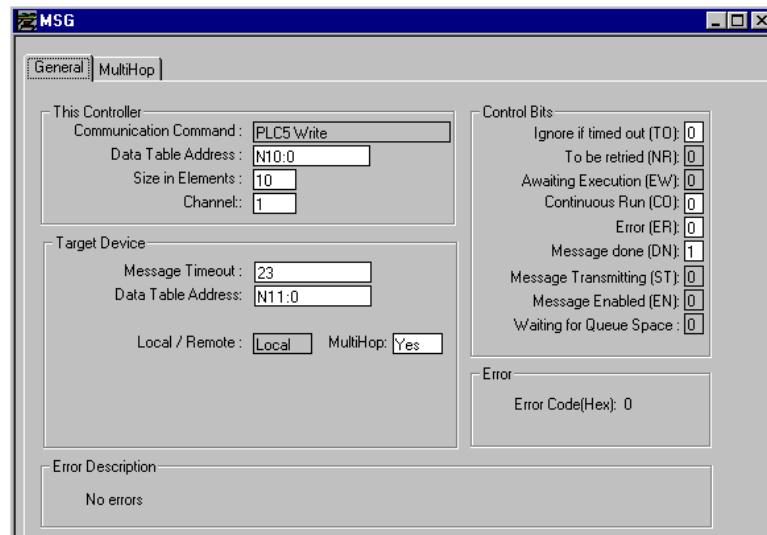 MSG
General MultiHop
This Controller
Communication Command : PLC5 Write
Data Table Address : N10:0
Size in Elements : 10
Channel:: 1
Target Device
Message Timeout : 23
Data Table Address: N11:0
Local / Remote : Local MultiHop: Yes
Control Bits
Ignore if timed out (TO): 0
To be retried (NR): 0
Awaiting Execution (EW): 0
Continuous Run (CO): 0
Error (ER): 0
Message done (DN): 1
Message Transmitting (ST): 0
Message Enabled (EN): 0
Waiting for Queue Space : 0
Error
Error Code(Hex): 0
Error Description
No errors